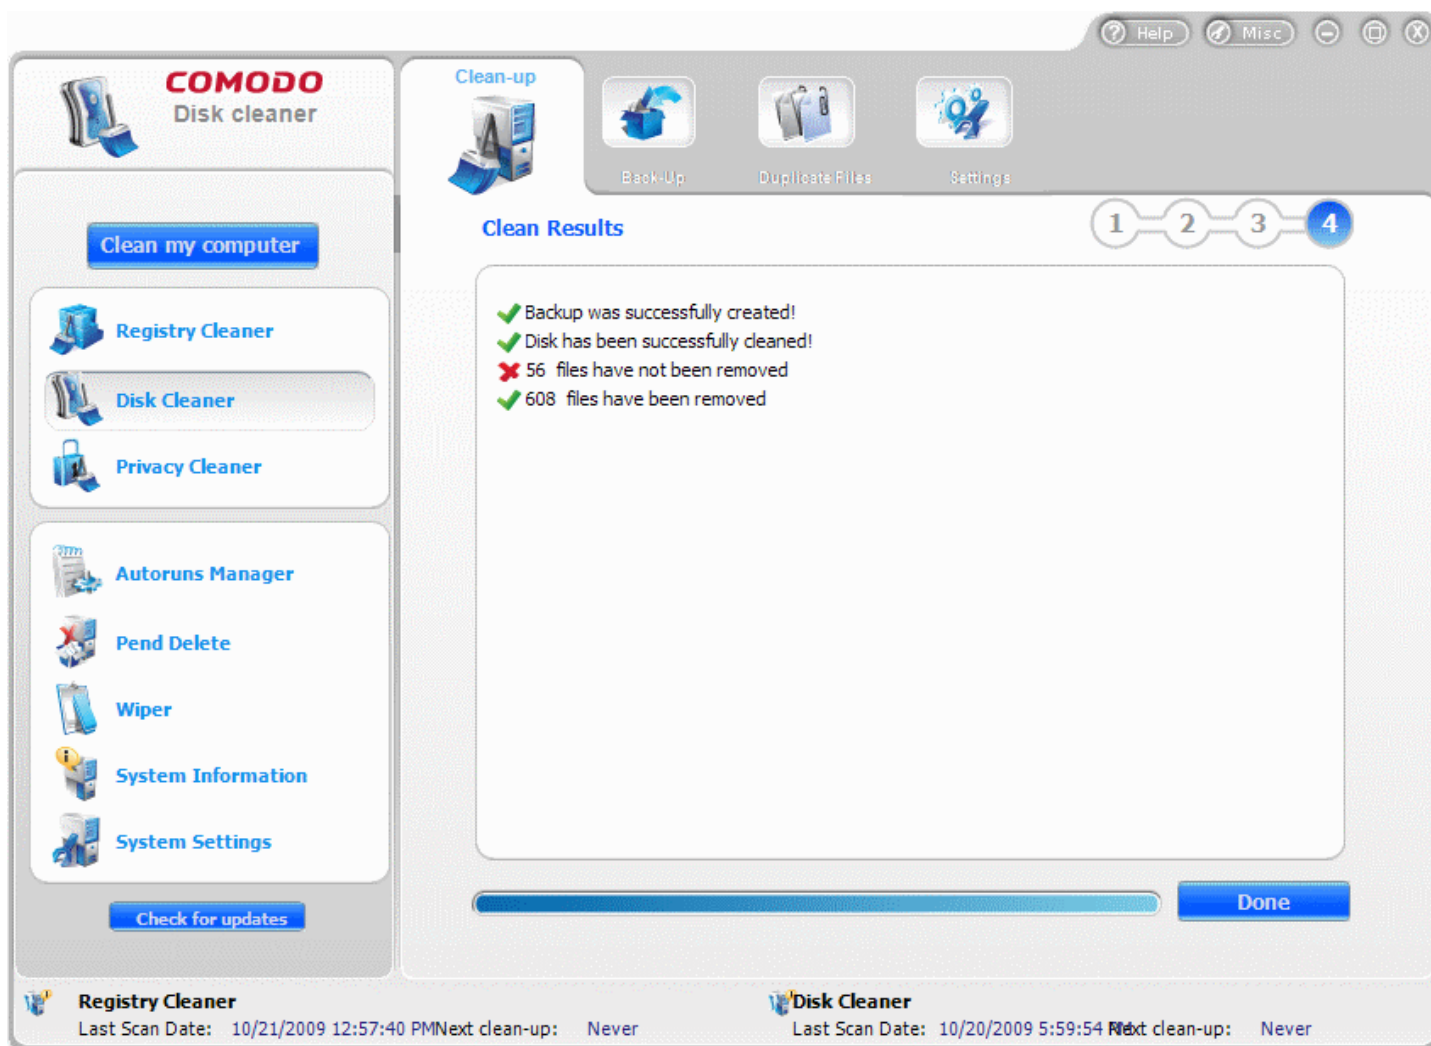 Help Misc
COMODO
Disk cleaner
Clean-up
Back-Up Duplicate Files Settings
Clean my computer
Registry Cleaner
Disk Cleaner
Privacy Cleaner
Autoruns Manager
Pend Delete
Wiper
System Information
System Settings
Check for updates
Clean Results
1 2 3 4
Backup was successfully created!
Disk has been successfully cleaned!
56 files have not been removed
608 files have been removed
Done
Registry Cleaner
Last Scan Date: 10/21/2009 12:57:40 PM Next clean-up: Never
Disk Cleaner
Last Scan Date: 10/20/2009 5:59:54 Next clean-up: Never